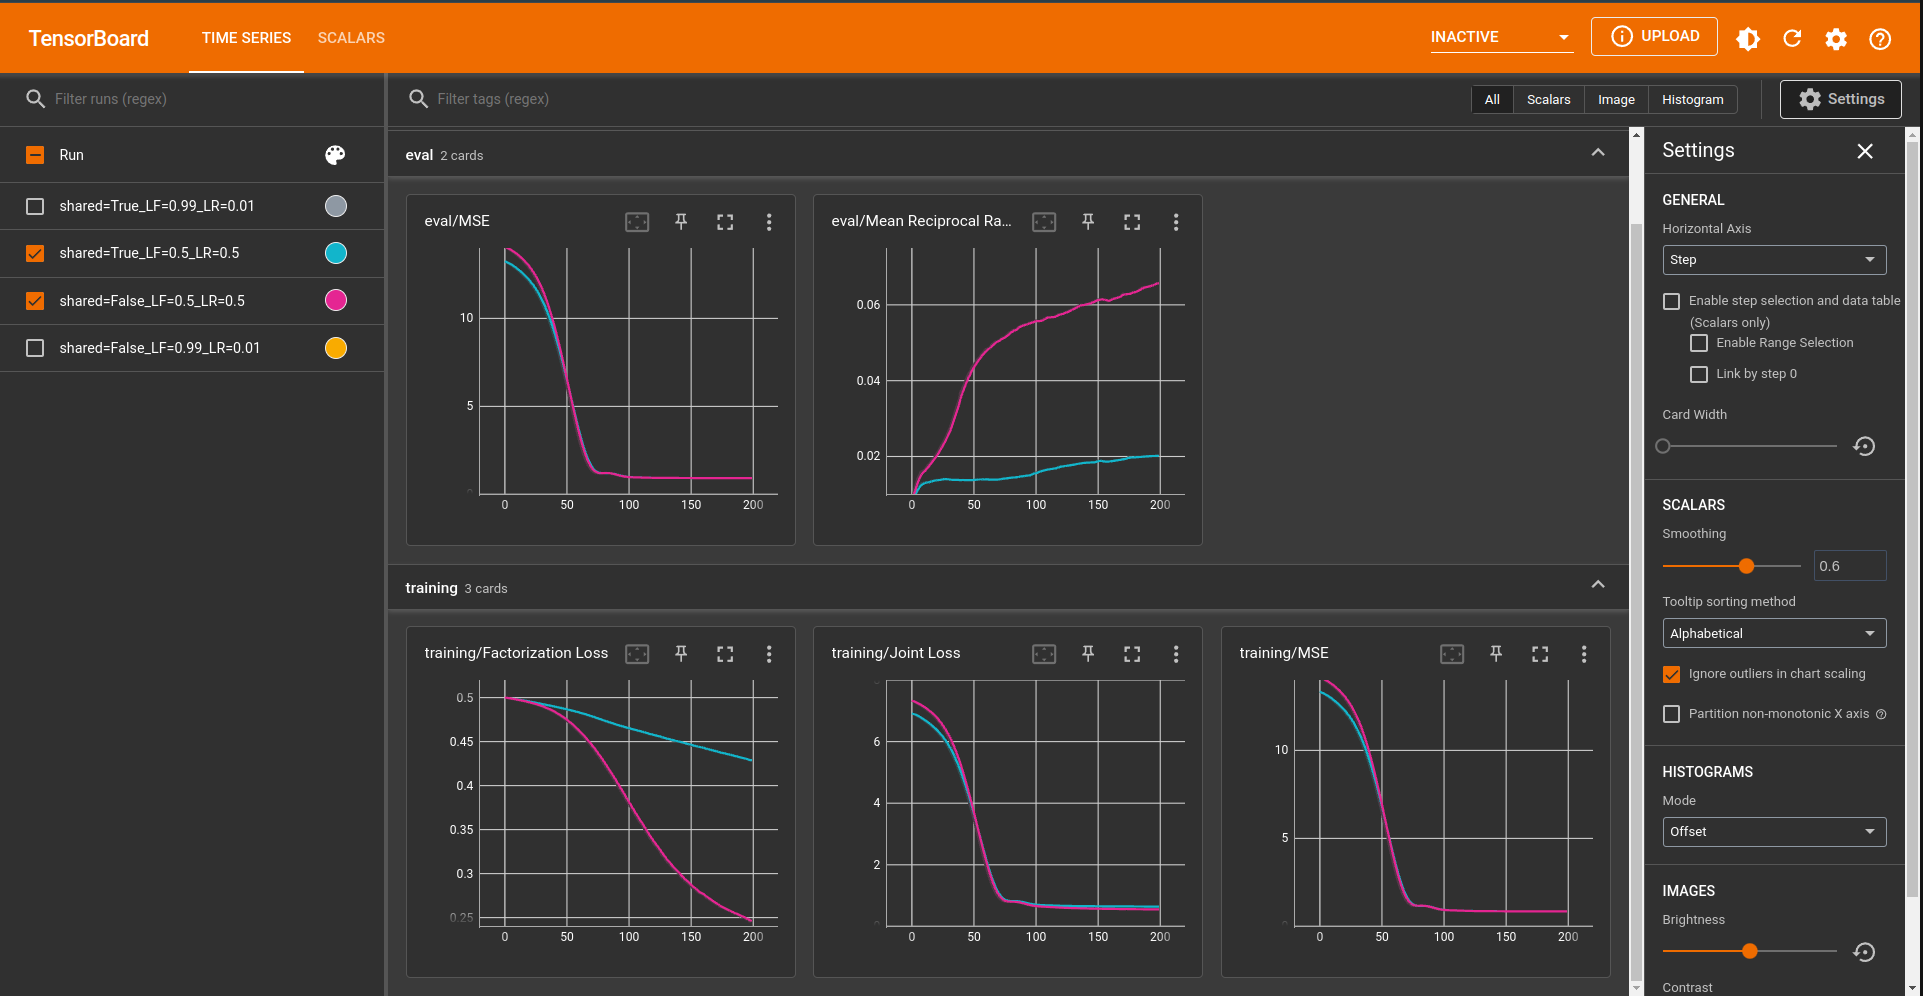 TensorBoard
TIME SERIES
SCALARS
INACTIVE
UPLOAD
Filter runs (regex)
Filter tags (regex)
All
Scalars
Image
Histogram
Settings
Run
shared=True_LF=0.99_LR=0.01
shared=True_LF=0.5_LR=0.5
shared=False_LF=0.5_LR=0.5
shared=False_LF=0.99_LR=0.01
eval 2 cards
eval/MSE
10
5
0
0 50 100 150 200
eval/Mean Reciprocal Ra...
0.06
0.04
0.02
0 50 100 150 200
training 3 cards
training/Factorization Loss
0.5
0.45
0.4
0.35
0.3
0.25
0 50 100 150 200
training/Joint Loss
6
4
2
0 50 100 150 200
training/MSE
10
5
0 50 100 150 200
Settings
GENERAL
Horizontal Axis
Step
Enable step selection and data table
(Scalars only)
Enable Range Selection
Link by step 0
Card Width
SCALARS
Smoothing
0.6
Tooltip sorting method
Alphabetical
Ignore outliers in chart scaling
Partition non-monotonic X axis
HISTOGRAMS
Mode
Offset
IMAGES
Brightness
Contrast